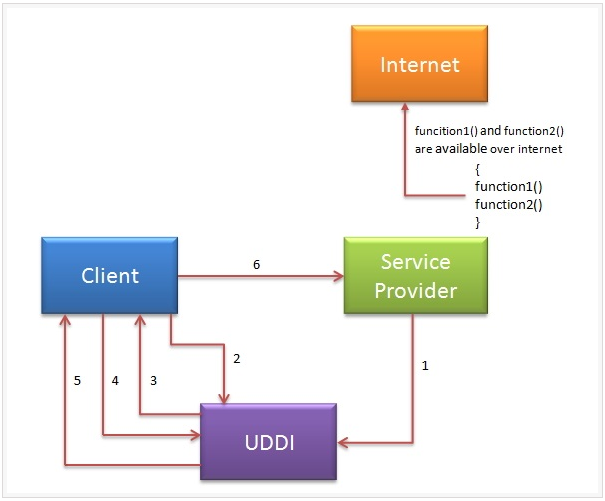 Internet
funcition1() and function2()
are available over internet
{
function1()
function2()
}
Client
6
Service
Provider
5
4
3
2
1
UDDI